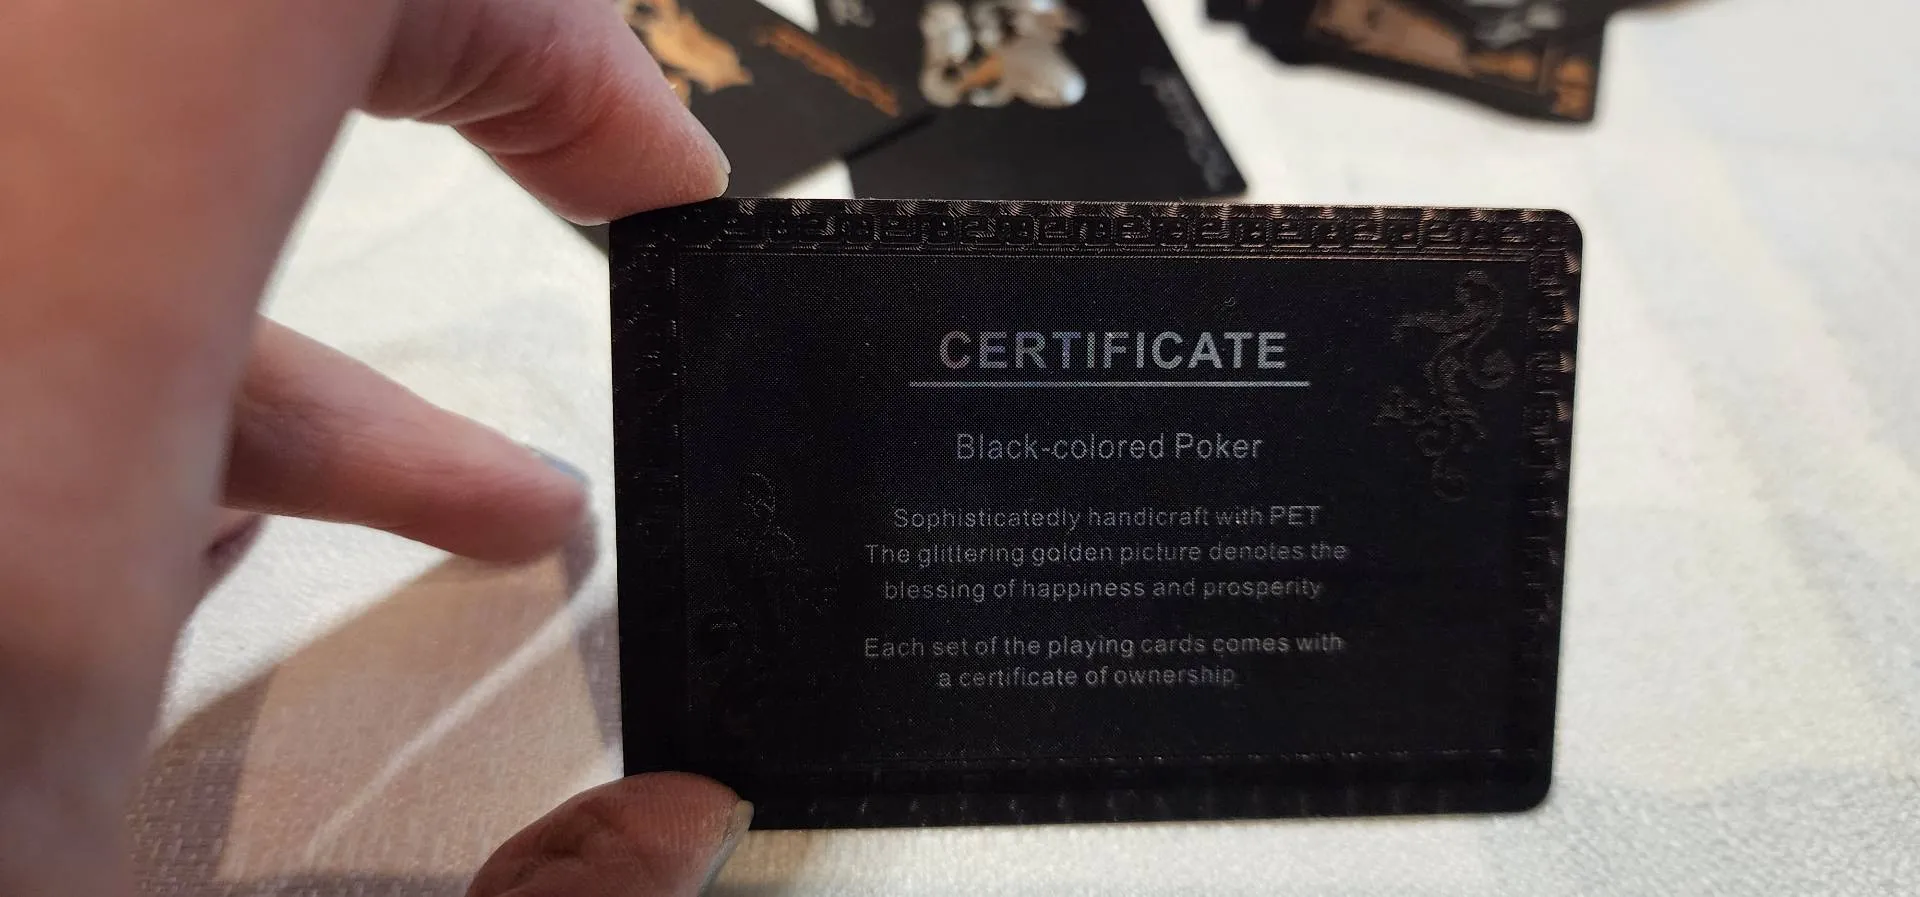 CERTIFICATE
Black-colored Poker
Sophisticatedly handicraft with PET
The glittering golden picture denotes the
blessing of happiness and prosperity
Each set of the playing cards comes with
a certificate of ownership